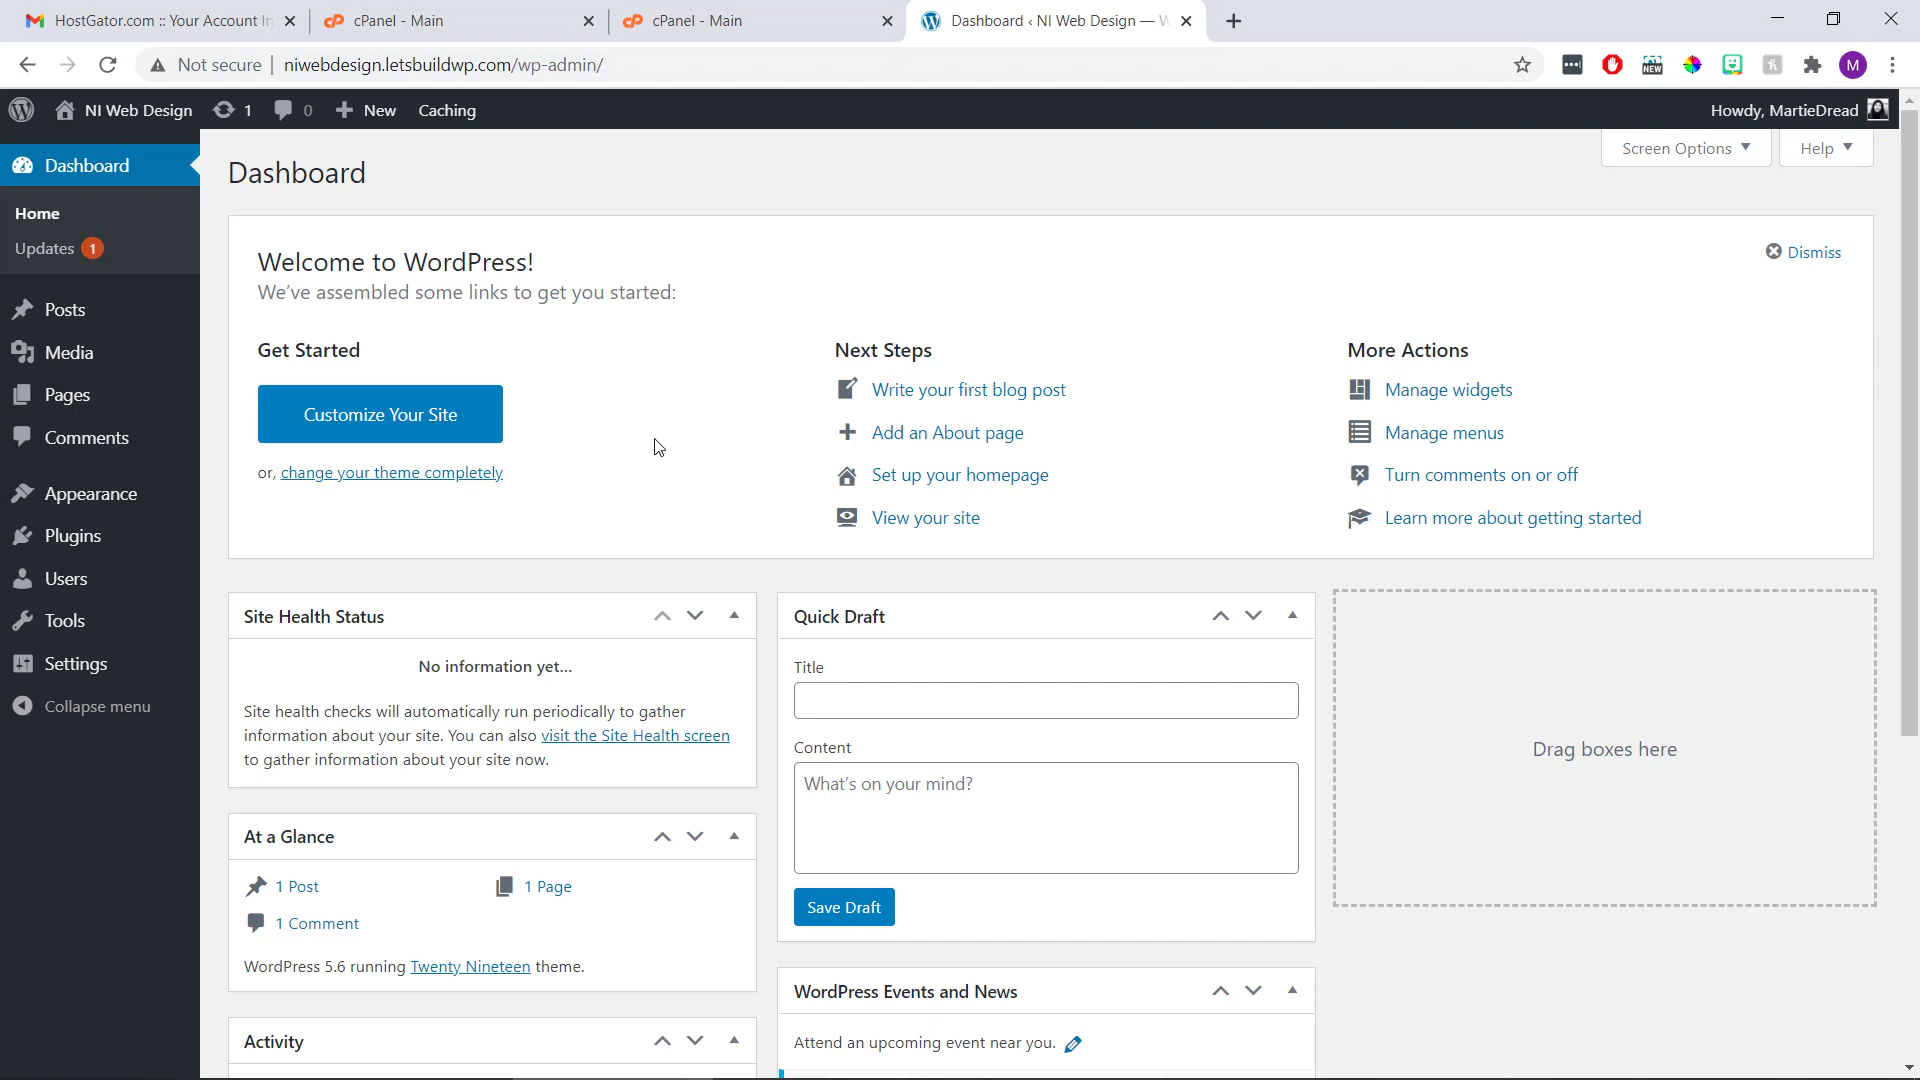 HostGator.com :: Your Account In
cPanel - Main
cPanel - Main
Dashboard ‹ NI Web Design — W
Not secure
niwebdesign.letsbuildwp.com/wp-admin/
NEW
M
NI Web Design
1
0
New
Caching
Howdy, MartieDread
Dashboard
Home
Updates 1
Posts
Media
Pages
Comments
Appearance
Plugins
Users
Tools
Settings
Collapse menu
Screen Options
Help
Dashboard
Welcome to WordPress!
We've assembled some links to get you started:
Dismiss
Get Started
Customize Your Site
or, change your theme completely
Next Steps
Write your first blog post
Add an About page
Set up your homepage
View your site
More Actions
Manage widgets
Manage menus
Turn comments on or off
Learn more about getting started
Site Health Status
No information yet...
Site health checks will automatically run periodically to gather
information about your site. You can also visit the Site Health screen
to gather information about your site now.
At a Glance
1 Post
1 Page
1 Comment
WordPress 5.6 running Twenty Nineteen theme.
Activity
Quick Draft
Title
Content
What's on your mind?
Save Draft
WordPress Events and News
Attend an upcoming event near you.
Drag boxes here